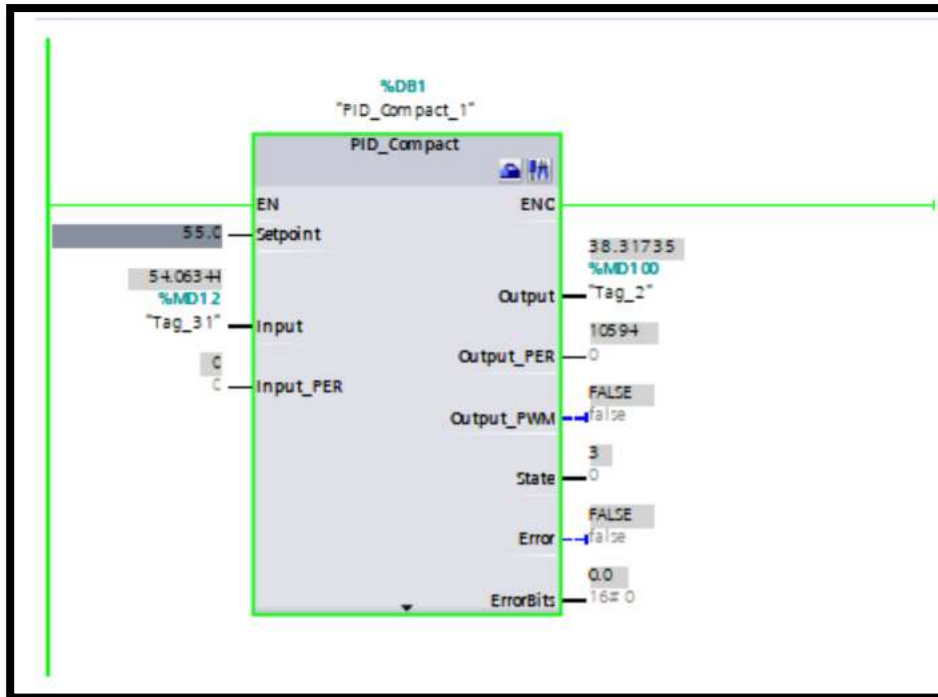 %DB1
"PID_Compact_1"
PID_Compact
EN
ENO
55.0
Setpoint
54.06344
%MD12
"Tag_31"
Input
0
0
Input_PER
38.31735
%MD100
Output
"Tag_2"
10594
Output_PER
0
FALSE
Output_PWM
false
3
State
0
FALSE
Error
false
0.0
ErrorBits
16#0